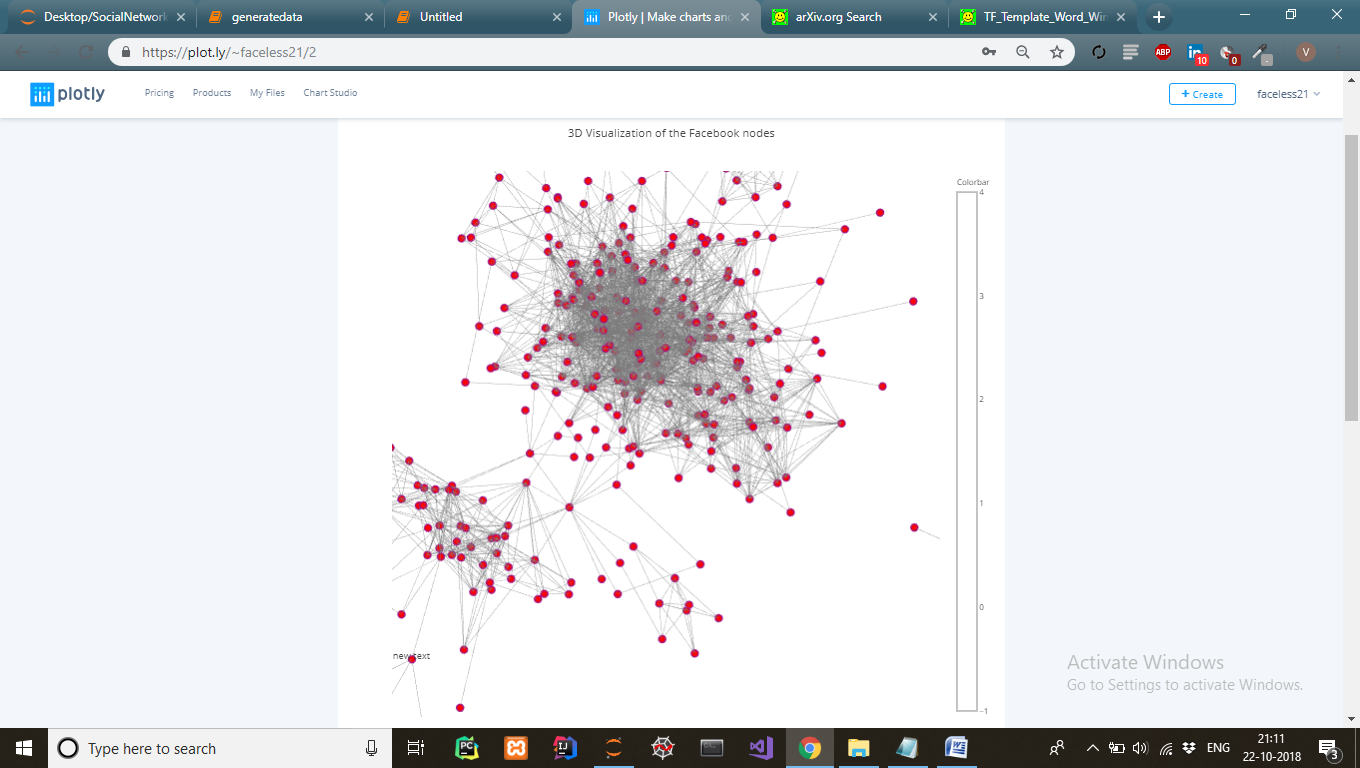 Desktop/SocialNetwork
generatedata
Untitled
Plotly | Make charts and
arXiv.org Search
TF_Template_Word_Win
https://plot.ly/~faceless21/2
ABP
10
0
-
V
plotly
Pricing
Products
My Files
Chart Studio
+ Create
faceless21
3D Visualization of the Facebook nodes
Colorbar
4
3
2
1
0
−1
new text
Activate Windows
Go to Settings to activate Windows.
Type here to search
PC
IJ
W
ENG
21:11
22-10-2018
3